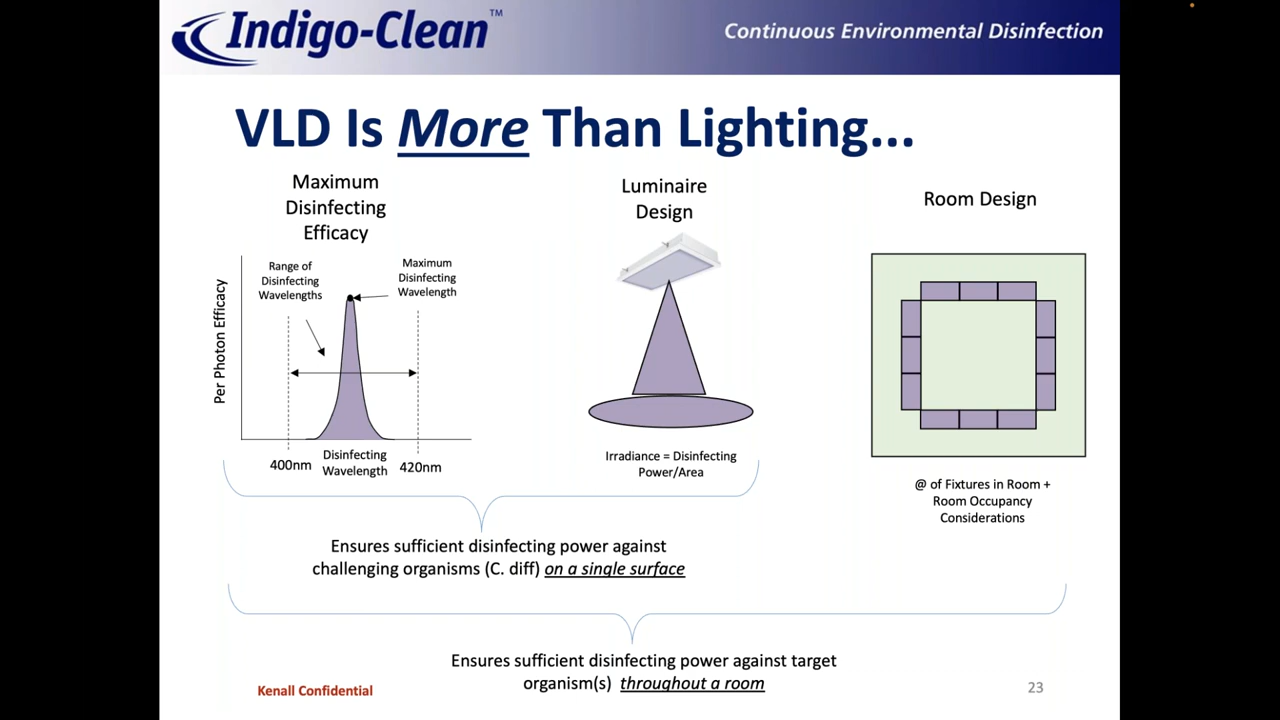 Indigo-Clean™
Continuous Environmental Disinfection
VLD Is More Than Lighting...
Maximum
Disinfecting
Efficacy
Per Photon Efficacy
Range of
Disinfecting
Wavelengths
Maximum
Disinfecting
Wavelength
400nm
Disinfecting
Wavelength
420nm
Luminaire
Design
Irradiance = Disinfecting
Power/Area
Room Design
@ of Fixtures in Room +
Room Occupancy
Considerations
Ensures sufficient disinfecting power against
challenging organisms (C. diff) on a single surface
Ensures sufficient disinfecting power against target
organism(s) throughout a room
Kenall Confidential
23